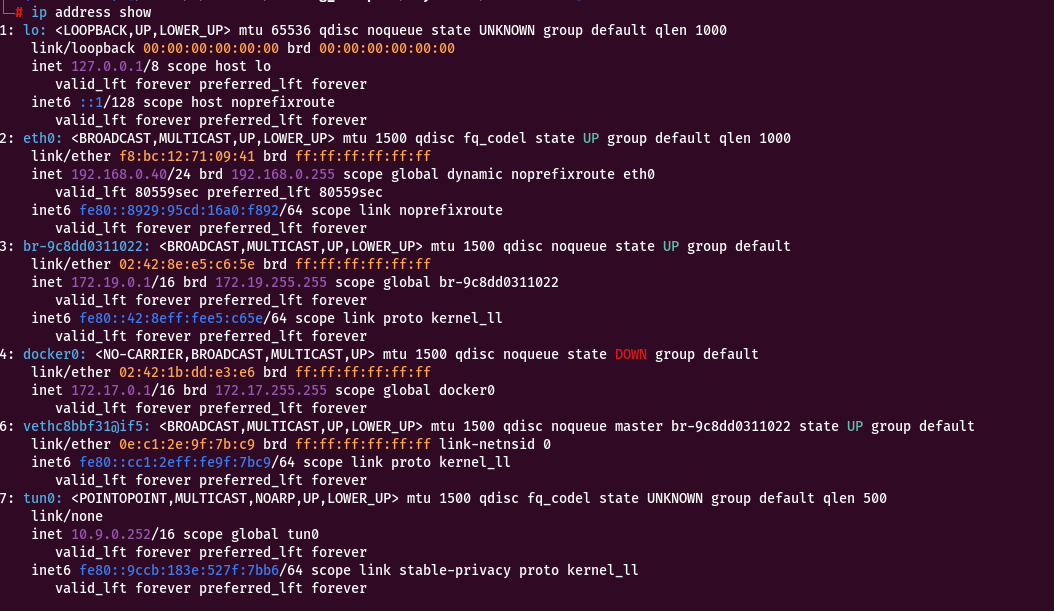 └─# ip address show
1: lo: <LOOPBACK,UP,LOWER_UP> mtu 65536 qdisc noqueue state UNKNOWN group default qlen 1000
    link/loopback 00:00:00:00:00:00 brd 00:00:00:00:00:00
    inet 127.0.0.1/8 scope host lo
       valid_lft forever preferred_lft forever
    inet6 ::1/128 scope host noprefixroute
       valid_lft forever preferred_lft forever
2: eth0: <BROADCAST,MULTICAST,UP,LOWER_UP> mtu 1500 qdisc fq_codel state UP group default qlen 1000
    link/ether f8:bc:12:71:09:41 brd ff:ff:ff:ff:ff:ff
    inet 192.168.0.40/24 brd 192.168.0.255 scope global dynamic noprefixroute eth0
       valid_lft 80559sec preferred_lft 80559sec
    inet6 fe80::8929:95cd:16a0:f892/64 scope link noprefixroute
       valid_lft forever preferred_lft forever
3: br-9c8dd0311022: <BROADCAST,MULTICAST,UP,LOWER_UP> mtu 1500 qdisc noqueue state UP group default
    link/ether 02:42:8e:e5:c6:5e brd ff:ff:ff:ff:ff:ff
    inet 172.19.0.1/16 brd 172.19.255.255 scope global br-9c8dd0311022
       valid_lft forever preferred_lft forever
    inet6 fe80::42:8eff:fee5:c65e/64 scope link proto kernel_ll
       valid_lft forever preferred_lft forever
4: docker0: <NO-CARRIER,BROADCAST,MULTICAST,UP> mtu 1500 qdisc noqueue state DOWN group default
    link/ether 02:42:1b:dd:e3:e6 brd ff:ff:ff:ff:ff:ff
    inet 172.17.0.1/16 brd 172.17.255.255 scope global docker0
       valid_lft forever preferred_lft forever
6: vethc8bbf31@if5: <BROADCAST,MULTICAST,UP,LOWER_UP> mtu 1500 qdisc noqueue master br-9c8dd0311022 state UP group default
    link/ether 0e:c1:2e:9f:7b:c9 brd ff:ff:ff:ff:ff:ff link-netnsid 0
    inet6 fe80::cc1:2eff:fe9f:7bc9/64 scope link proto kernel_ll
       valid_lft forever preferred_lft forever
7: tun0: <POINTOPOINT,MULTICAST,NOARP,UP,LOWER_UP> mtu 1500 qdisc fq_codel state UNKNOWN group default qlen 500
    link/none
    inet 10.9.0.252/16 scope global tun0
       valid_lft forever preferred_lft forever
    inet6 fe80::9ccb:183e:527f:7bb6/64 scope link stable-privacy proto kernel_ll
       valid_lft forever preferred_lft forever